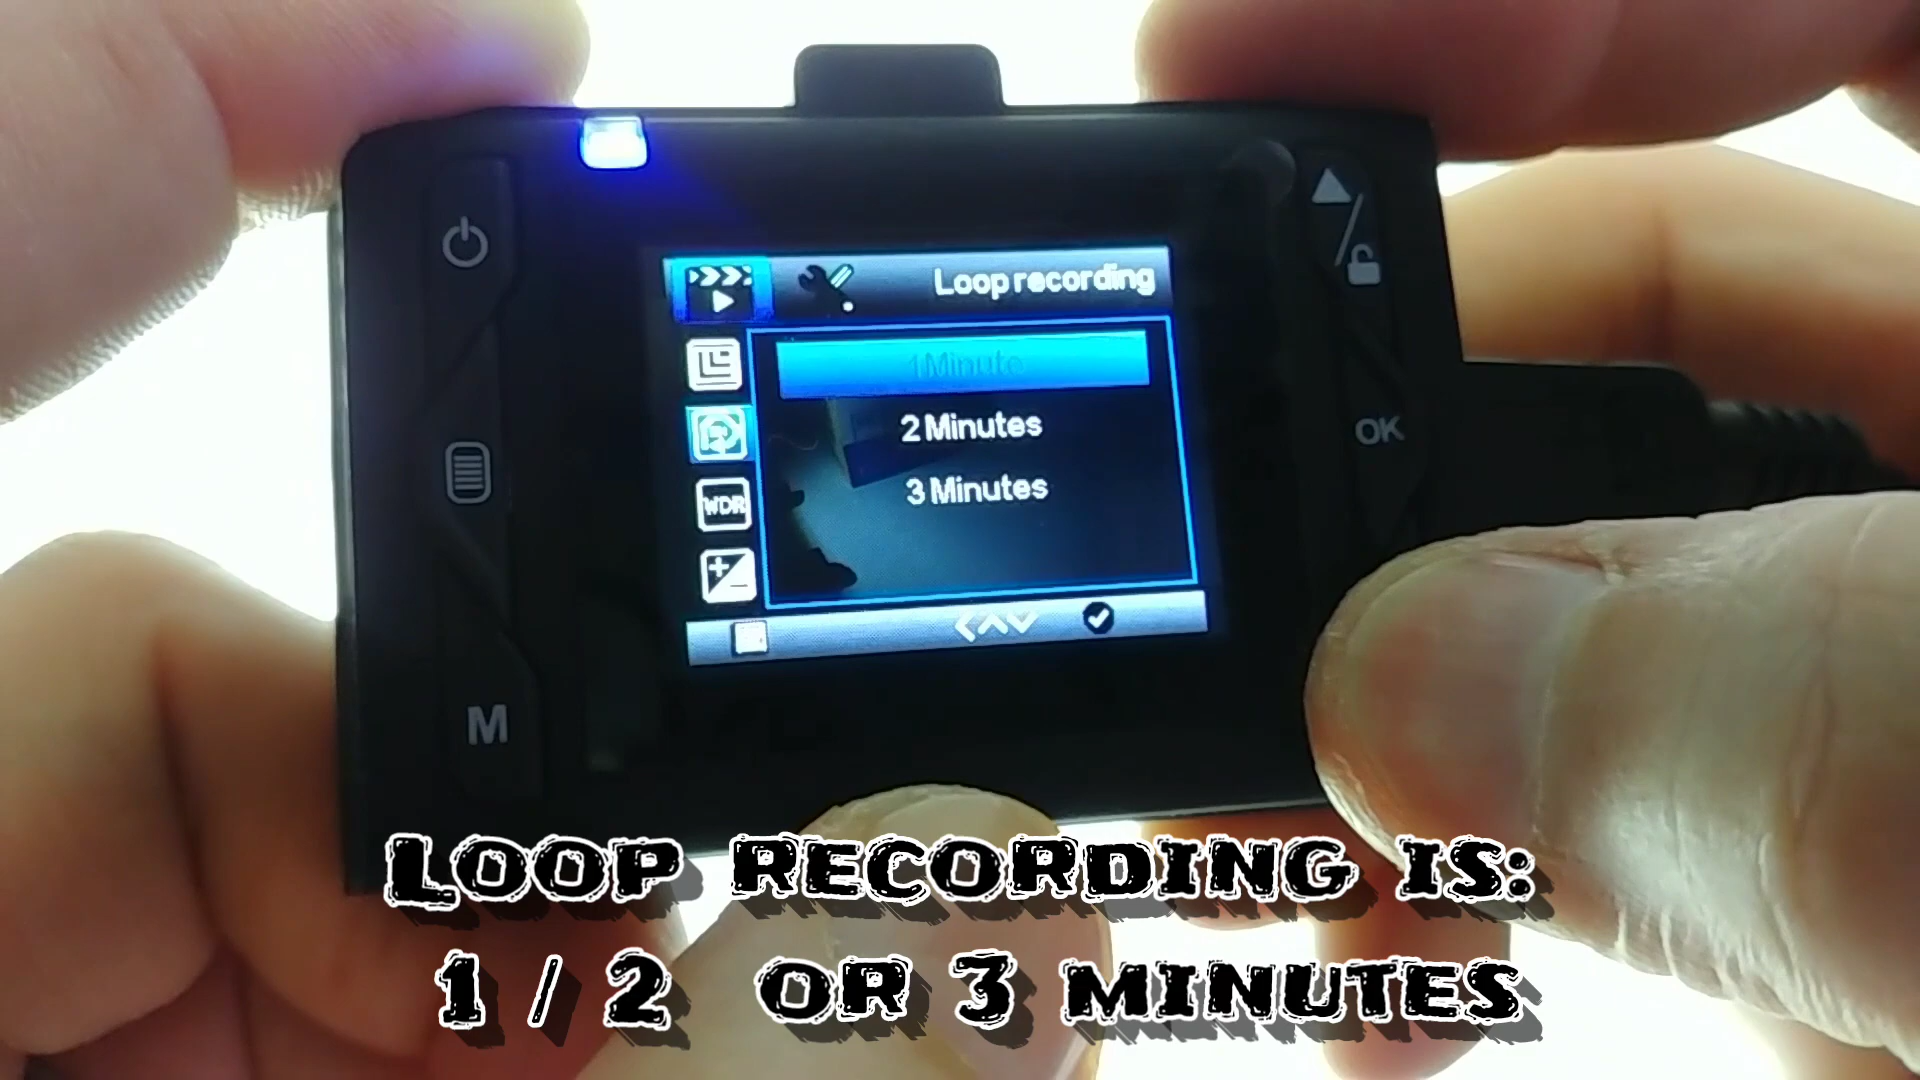 Loop recording
1 Minute
2 Minutes
3 Minutes
WDR
OK
M
LOOP RECORDING IS:
1 / 2 OR 3 MINUTES